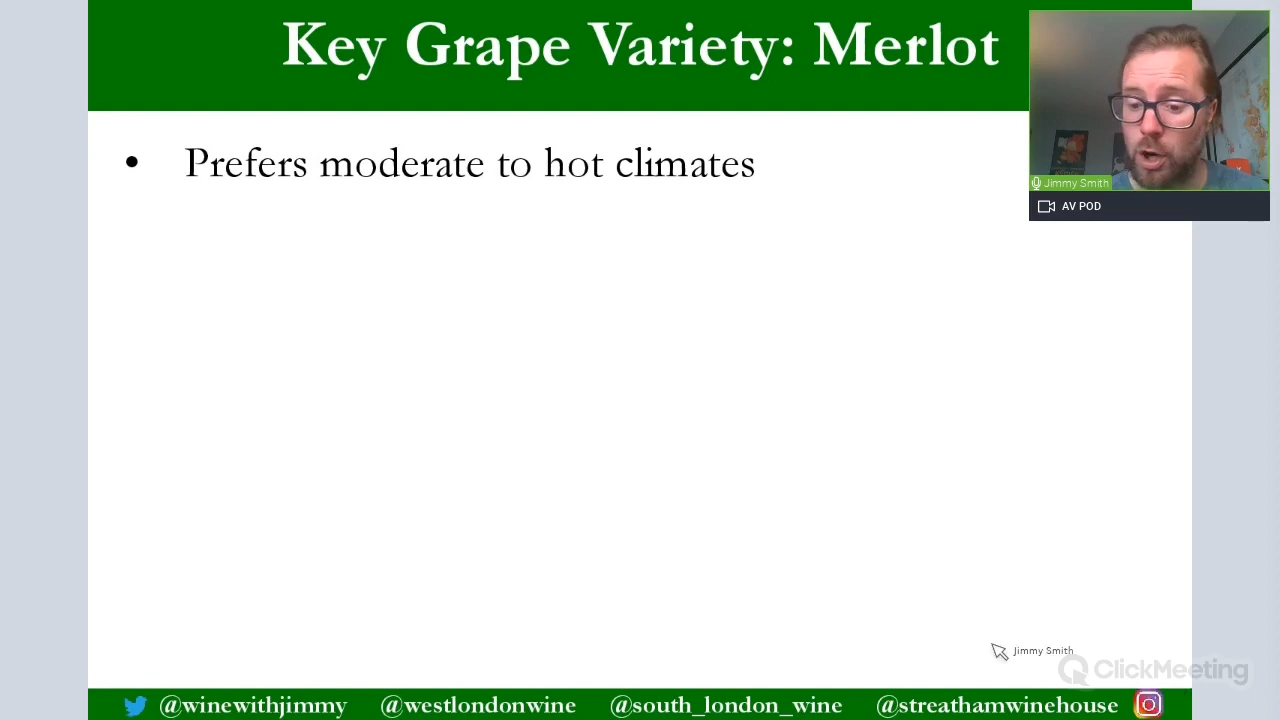 Key Grape Variety: Merlot
• Prefers moderate to hot climates
Jimmy Smith
AV POD
Jimmy Smith
ClickMeeting
@winewithjimmy @westlondonwine @south_london_wine @streathamwinehouse